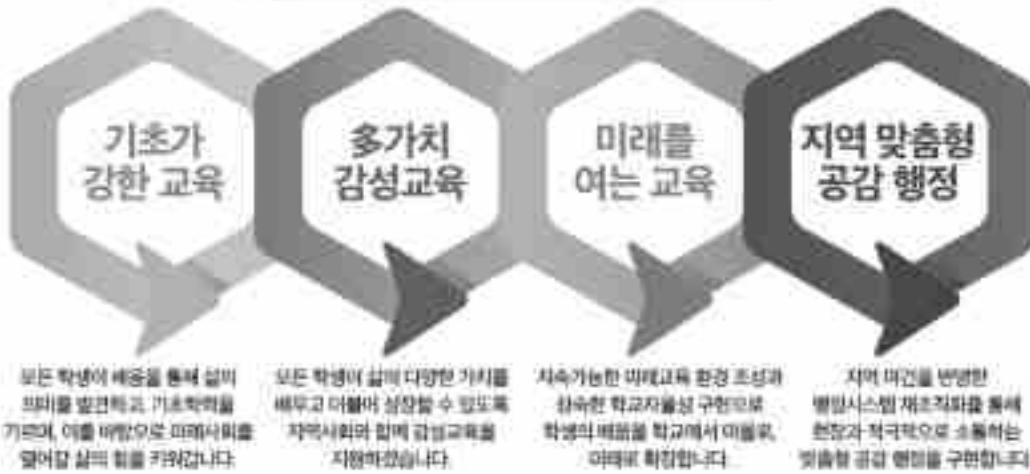 기초가
강한 교육
多가치
감성교육
미래를
여는 교육
지역 맞춤형
공감 행정
모든 학생이 배움을 통해 삶의
의미를 발견하고, 기초학력을
기르며, 이를 바탕으로 미래사회를
열어갈 삶의 힘을 키워갑니다.
모든 학생이 삶의 다양한 가치를
배우고 더불어 성장할 수 있도록
지역사회와 함께 감성교육을
지원하겠습니다.
지속가능한 미래교육 환경 조성과
성숙한 학교자율성 구현으로
학생의 배움을 학교에서 마을로,
미래로 확장합니다.
지역 여건을 반영한
행정시스템 재조직화를 통해
현장과 적극적으로 소통하는
맞춤형 공감 행정을 구현합니다.